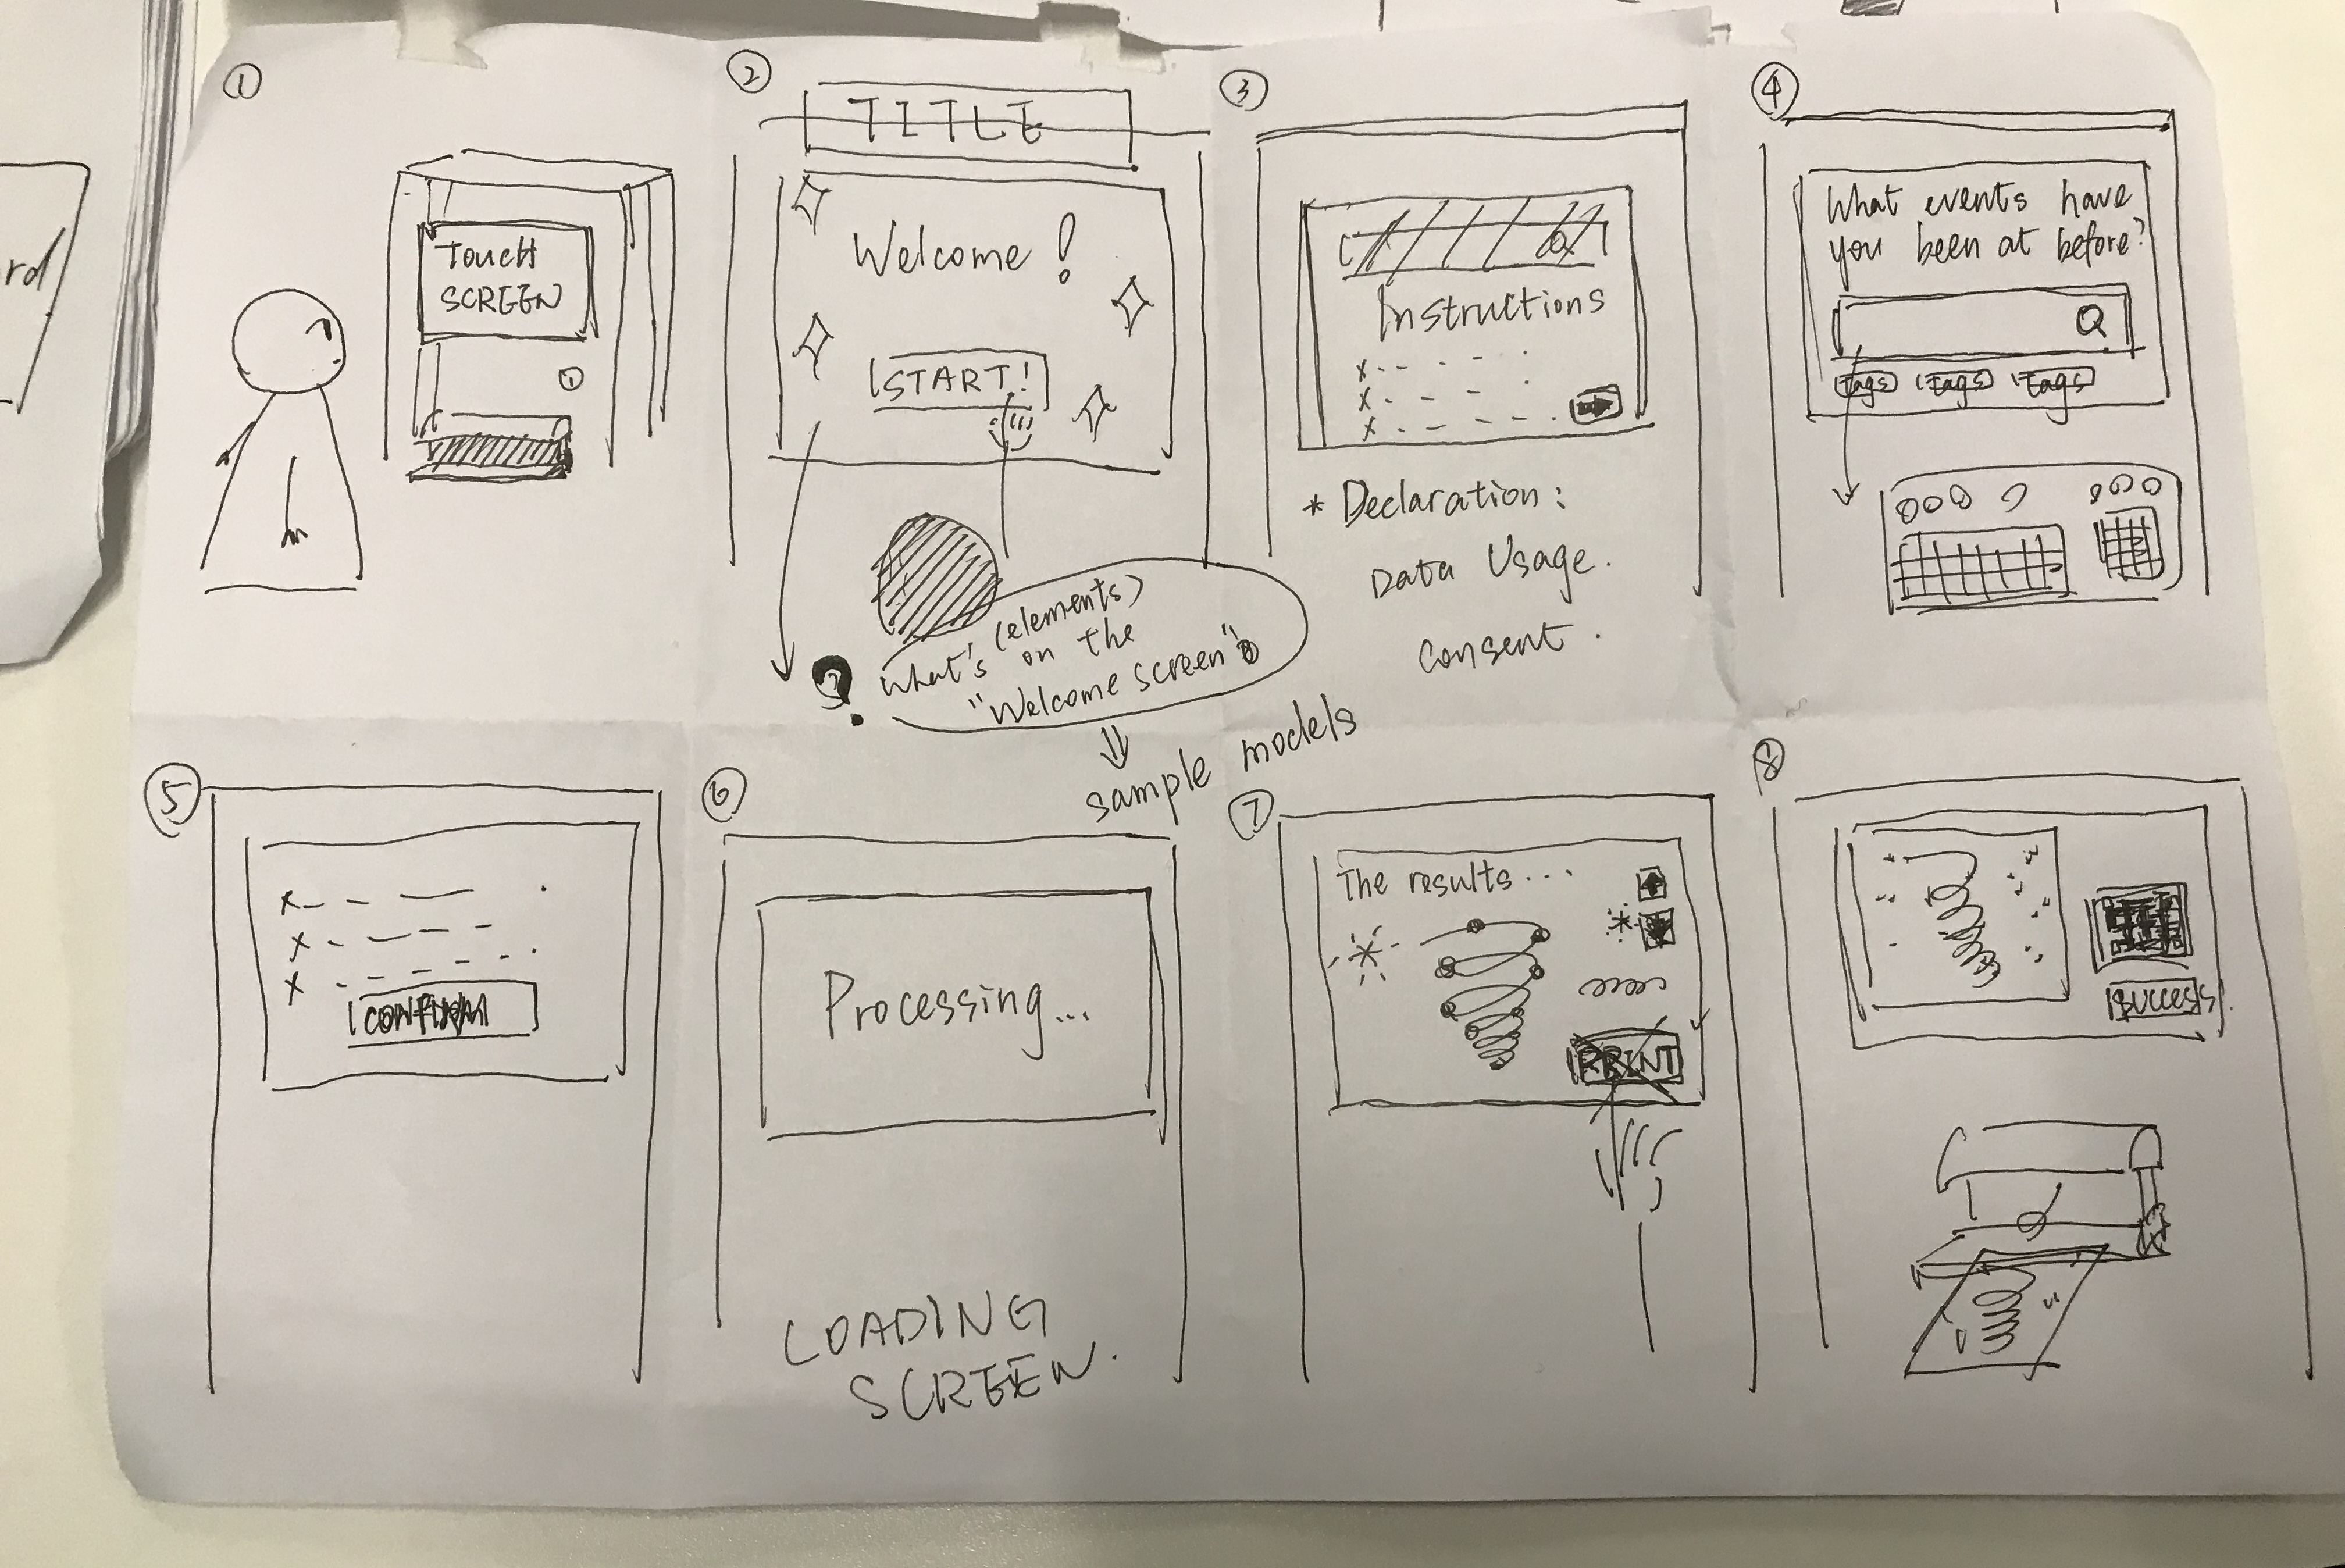 rd
①
TOUCH
SCREEN
②
TITLE
Welcome!
START!
? What's (elements)
on the
"Welcome screen"?
⇓
sample models
③
Instructions
x
x
x
* Declaration:
Data Usage.
Consent.
④
What events have
you been at before?
Tags Tags Tags
⑤
x
x
x
CONFIRM
⑥
Processing...
LOADING
SCREEN.
⑦
The results...
PRINT
⑧
SUCCESS